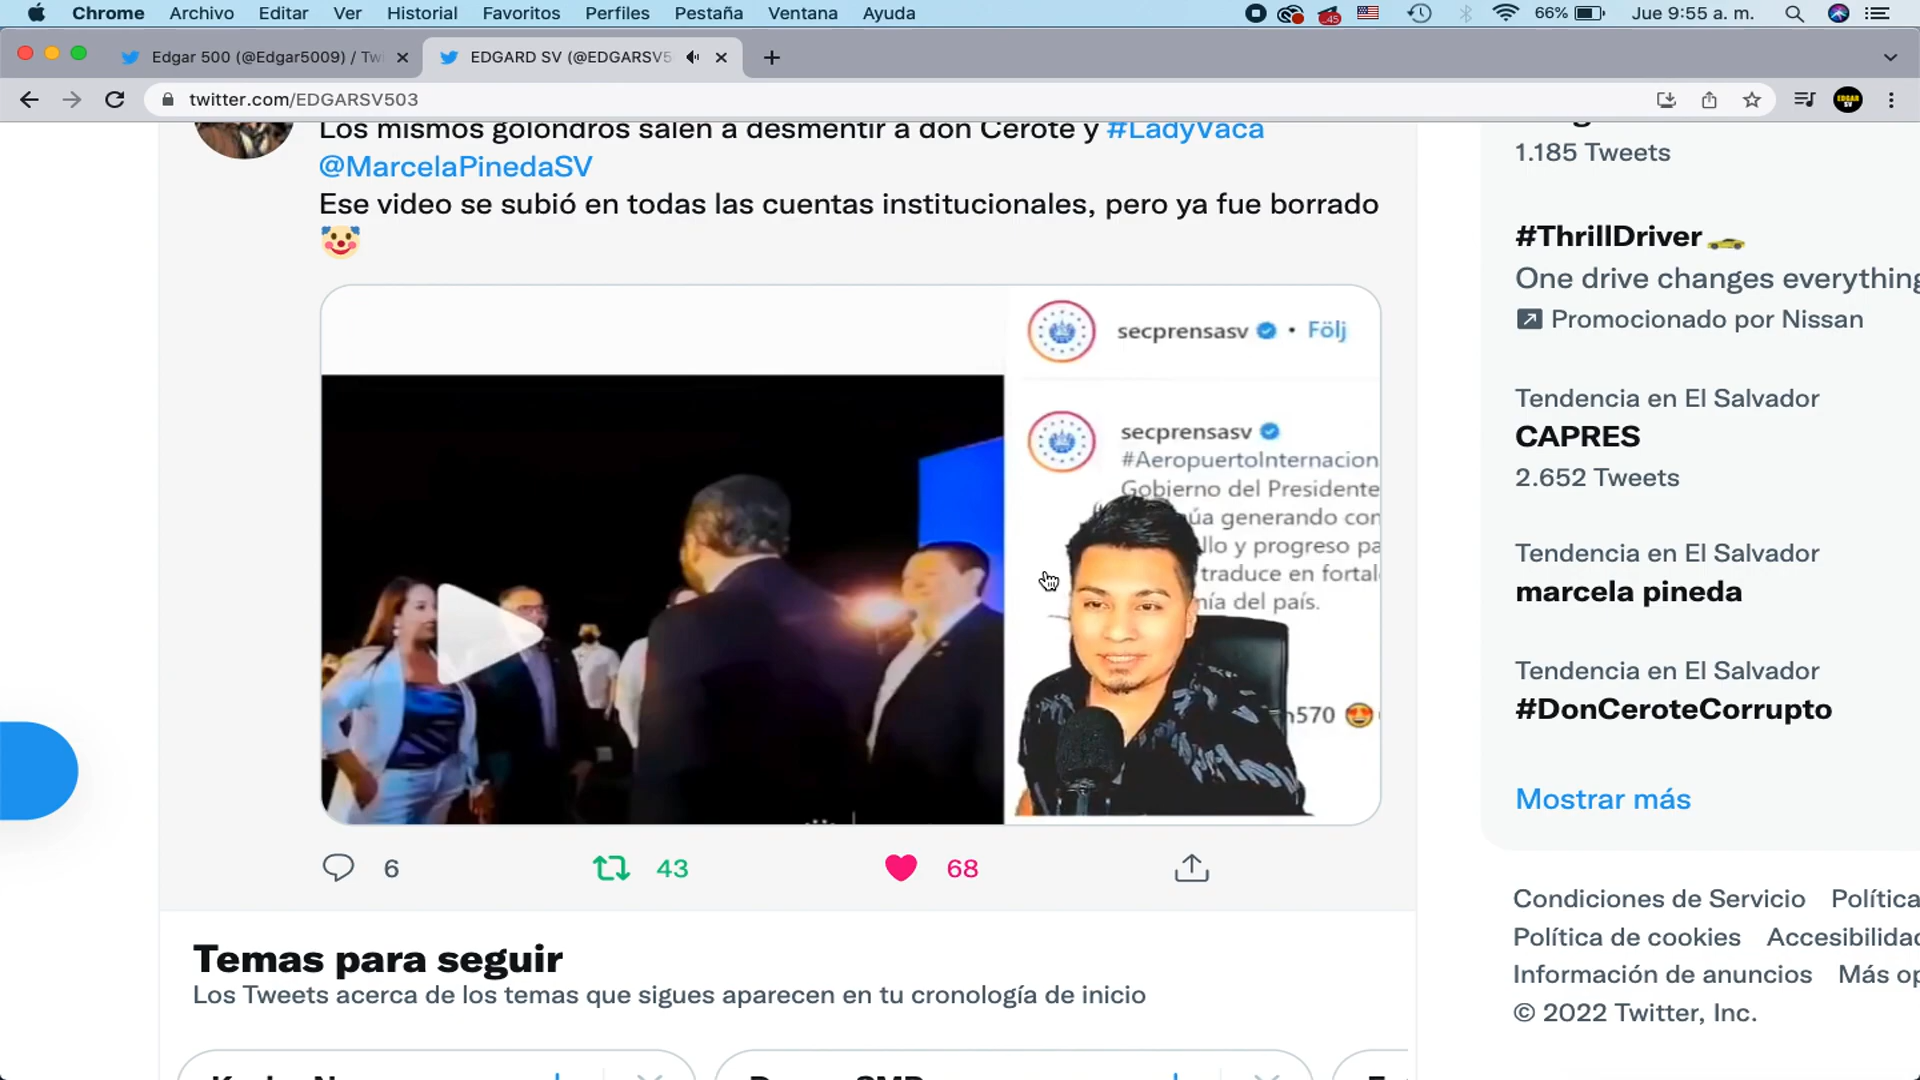 Chrome Archivo Editar Ver Historial Favoritos Perfiles Pestaña Ventana Ayuda
.45 66% Jue 9:55 a. m.
Edgar 500 (@Edgar5009) / Tw
EDGARD SV (@EDGARSV5
twitter.com/EDGARSV503
EDGAR SV
Los mismos golondros salen a desmentir a don Cerote y #LadyVaca
@MarcelaPinedaSV
Ese video se subió en todas las cuentas institucionales, pero ya fue borrado
secprensasv • Följ
secprensasv
#AeropuertoInternacion
Gobierno del Presidente
úa generando con
llo y progreso pa
traduce en fortal
nía del país.
n570
6 43 68
Temas para seguir
Los Tweets acerca de los temas que sigues aparecen en tu cronología de inicio
1.185 Tweets
#ThrillDriver
One drive changes everything
Promocionado por Nissan
Tendencia en El Salvador
CAPRES
2.652 Tweets
Tendencia en El Salvador
marcela pineda
Tendencia en El Salvador
#DonCeroteCorrupto
Mostrar más
Condiciones de Servicio Política
Política de cookies Accesibilidad
Información de anuncios Más op
© 2022 Twitter, Inc.